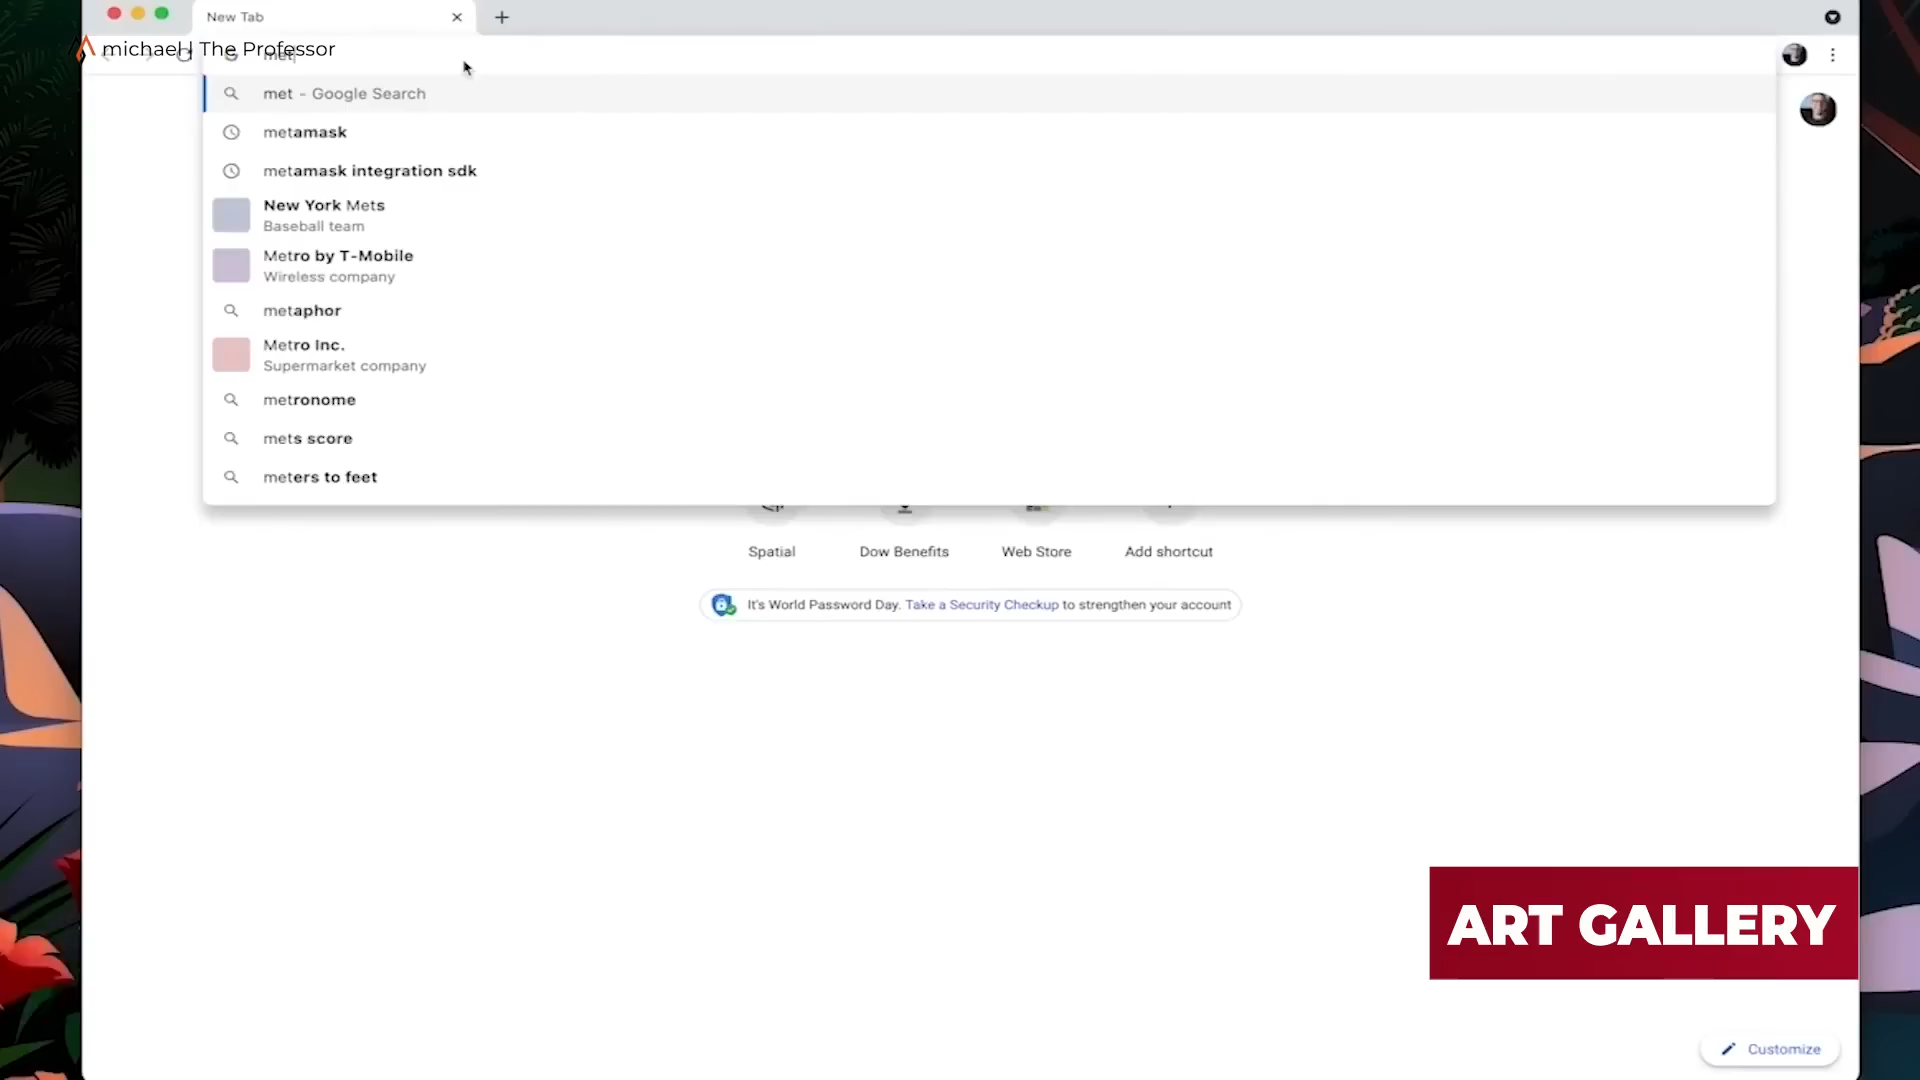 New Tab
michael | The Professor
met
met - Google Search
metamask
metamask integration sdk
New York Mets
Baseball team
Metro by T-Mobile
Wireless company
metaphor
Metro Inc.
Supermarket company
metronome
mets score
meters to feet
Spatial
Dow Benefits
Web Store
Add shortcut
It's World Password Day. Take a Security Checkup to strengthen your account
ART GALLERY
Customize